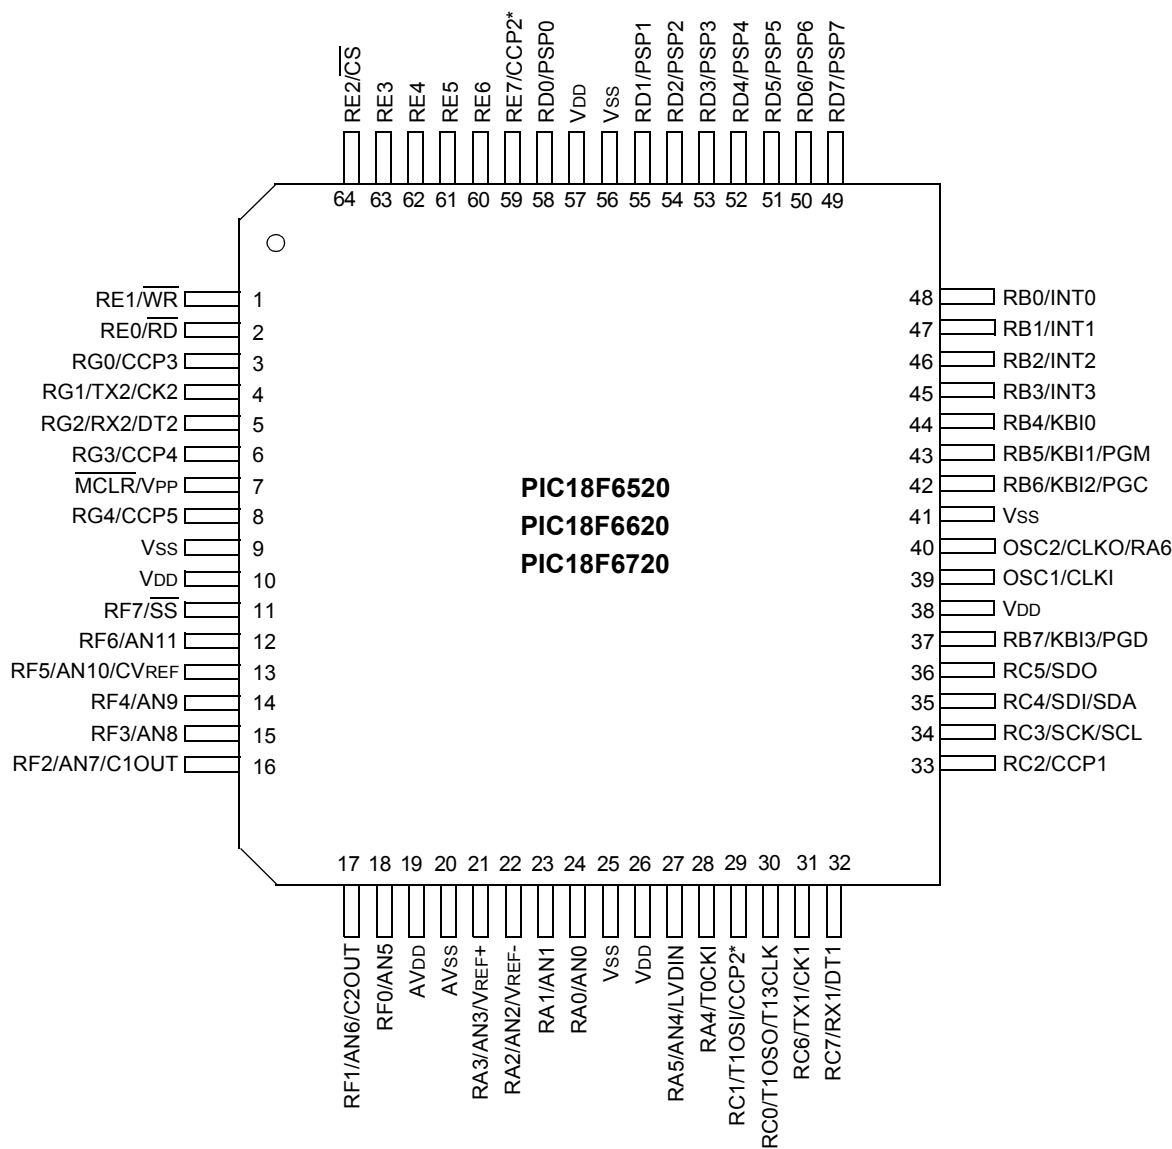 RE2/CS
RE3
RE4
RE5
RE6
RE7/CCP2*
RD0/PSP0
VDD
VSS
RD1/PSP1
RD2/PSP2
RD3/PSP3
RD4/PSP4
RD5/PSP5
RD6/PSP6
RD7/PSP7
64 63 62 61 60 59 58 57 56 55 54 53 52 51 50 49
RE1/WR 1
RE0/RD 2
RG0/CCP3 3
RG1/TX2/CK2 4
RG2/RX2/DT2 5
RG3/CCP4 6
MCLR/VPP 7
RG4/CCP5 8
VSS 9
VDD 10
RF7/SS 11
RF6/AN11 12
RF5/AN10/CVREF 13
RF4/AN9 14
RF3/AN8 15
RF2/AN7/C1OUT 16
PIC18F6520
PIC18F6620
PIC18F6720
48 RB0/INT0
47 RB1/INT1
46 RB2/INT2
45 RB3/INT3
44 RB4/KBI0
43 RB5/KBI1/PGM
42 RB6/KBI2/PGC
41 VSS
40 OSC2/CLKO/RA6
39 OSC1/CLKI
38 VDD
37 RB7/KBI3/PGD
36 RC5/SDO
35 RC4/SDI/SDA
34 RC3/SCK/SCL
33 RC2/CCP1
17 18 19 20 21 22 23 24 25 26 27 28 29 30 31 32
RF1/AN6/C2OUT
RF0/AN5
AVDD
AVSS
RA3/AN3/VREF+
RA2/AN2/VREF-
RA1/AN1
RA0/AN0
VSS
VDD
RA5/AN4/LVDIN
RA4/T0CKI
RC1/T1OSI/CCP2*
RC0/T1OSO/T13CLK
RC6/TX1/CK1
RC7/RX1/DT1